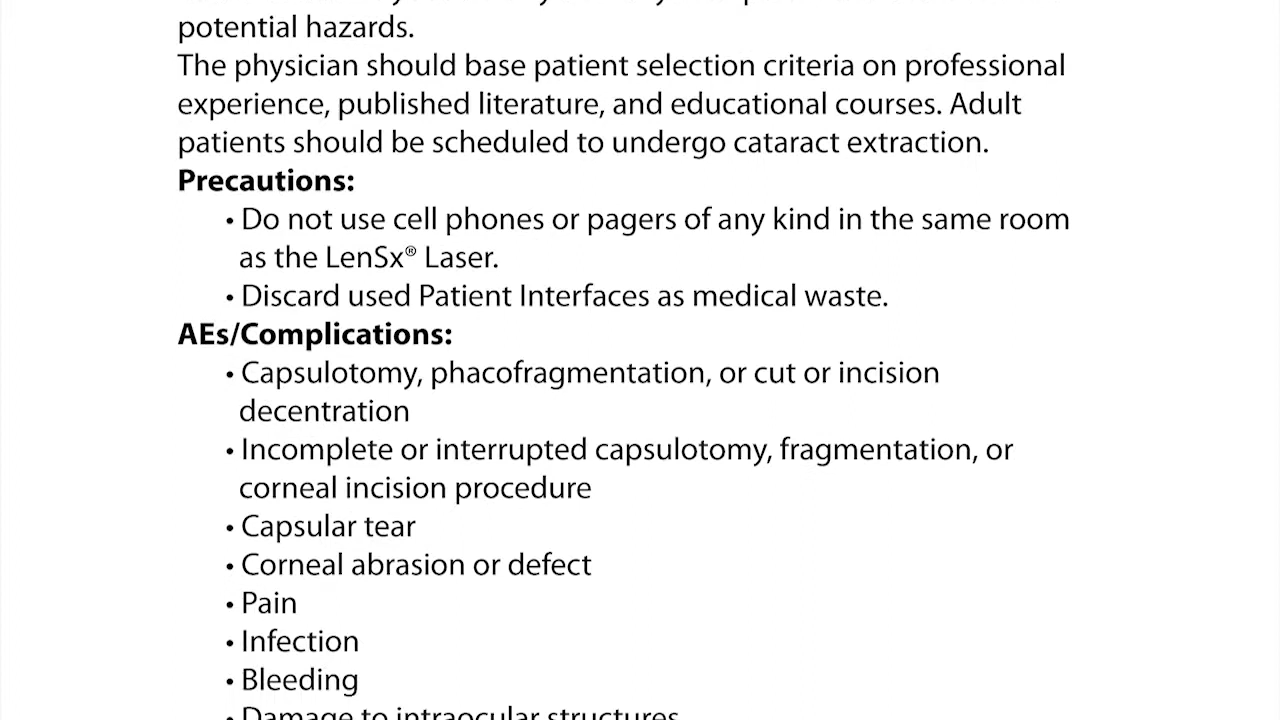 potential hazards.
The physician should base patient selection criteria on professional
experience, published literature, and educational courses. Adult
patients should be scheduled to undergo cataract extraction.
Precautions:
• Do not use cell phones or pagers of any kind in the same room
as the LenSx® Laser.
• Discard used Patient Interfaces as medical waste.
AEs/Complications:
• Capsulotomy, phacofragmentation, or cut or incision
decentration
• Incomplete or interrupted capsulotomy, fragmentation, or
corneal incision procedure
• Capsular tear
• Corneal abrasion or defect
• Pain
• Infection
• Bleeding
• Damage to intraocular structures